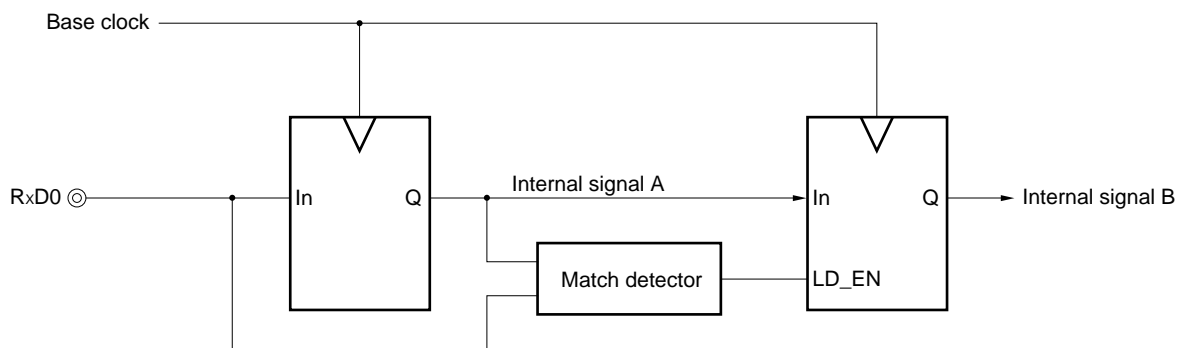 Base clock
RxD0
In
Q
Internal signal A
In
Q
Internal signal B
Match detector
LD_EN